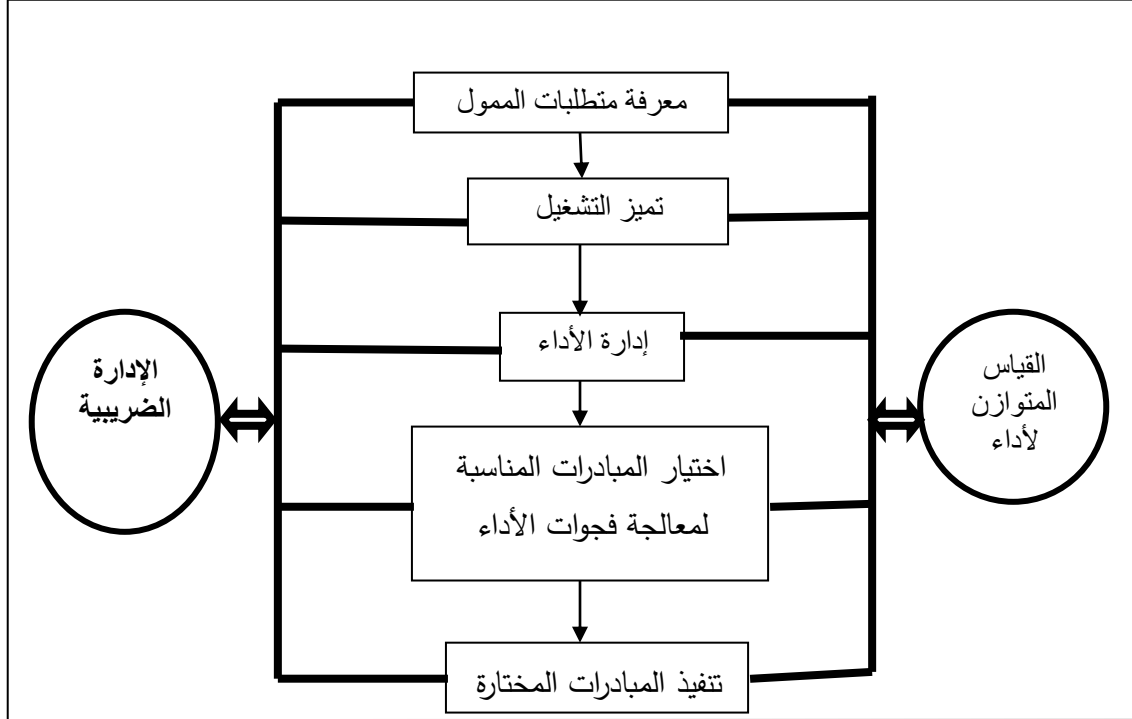 معرفة متطلبات الممول
تميز التشغيل
إدارة الأداء
اختيار المبادرات المناسبة
لمعالجة فجوات الأداء
تنفيذ المبادرات المختارة
القياس
المتوازن
لأداء
الإدارة
الضريبية